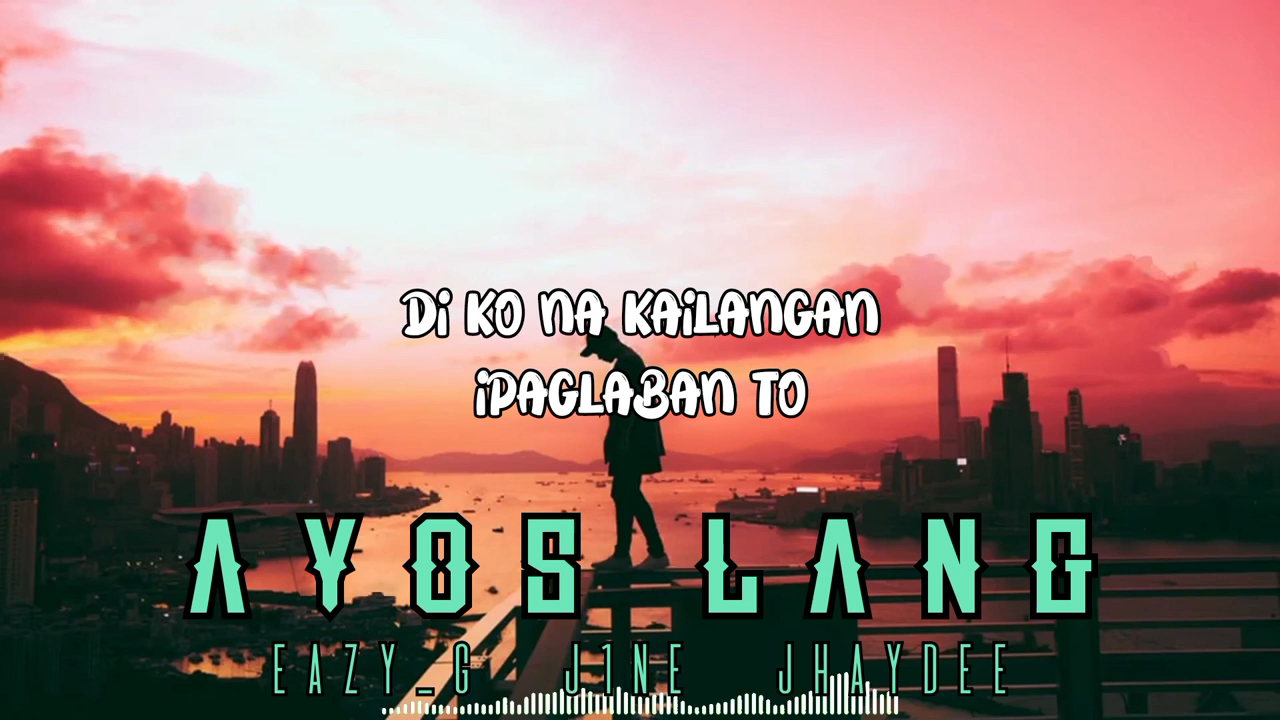 Di ko na kailangan
ipaglaban to
AYOS LANG
EAZY_G J1NE JHAYDEE